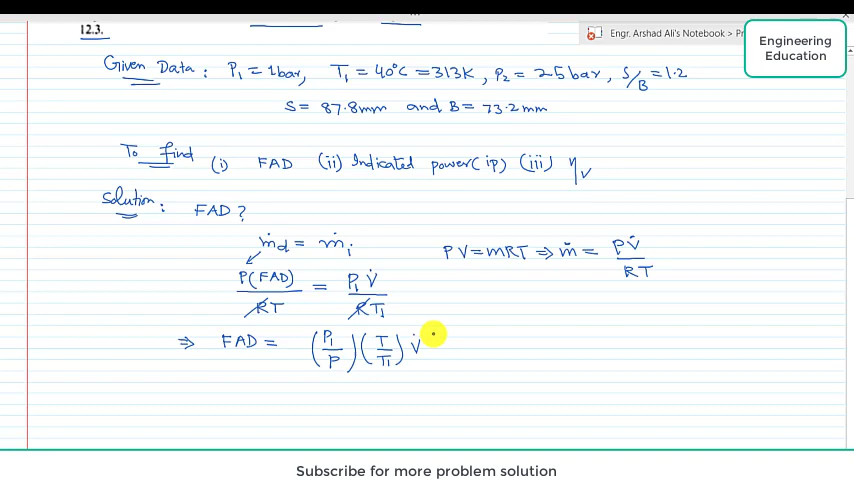 12.3.
Engr. Arshad Ali's Notebook > Pr
Engineering
Education
Given Data : P₁ = 1bar, T₁ = 40°C = 313K, P₂ = 25bar, S/B = 1.2
S = 87.8mm and B = 73.2mm
To find (i) FAD (ii) Indicated power(ip) (iii) ηᵥ
Solution : FAD?
ṁd = ṁi
PV = mRT ⇒ ṁ = PV̇/RT
P(FAD)/RT = P₁V̇/RT₁
⇒ FAD = (P₁/P)(T/T₁) V̇
Subscribe for more problem solution